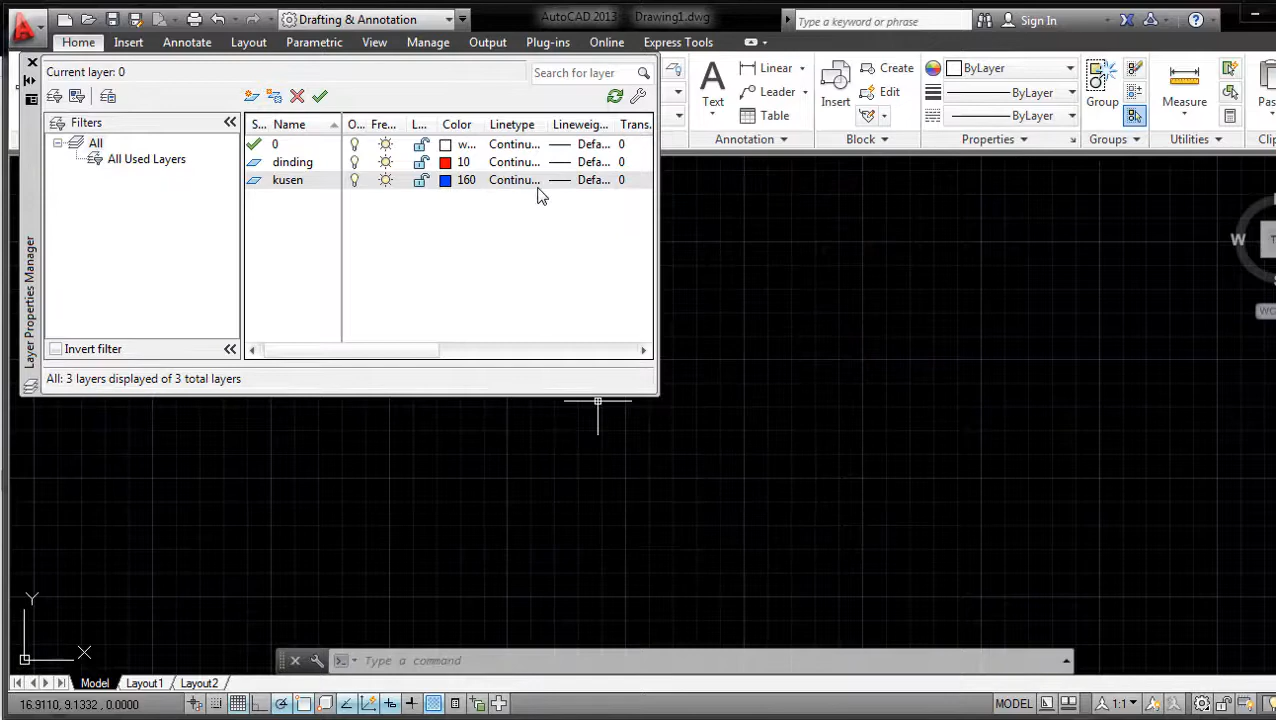 Drafting & Annotation
AutoCAD 2013 Drawing1.dwg
Type a keyword or phrase
Sign In
Home Insert Annotate Layout Parametric View Manage Output Plug-ins Online Express Tools
Current layer: 0
Search for layer
Filters
All
All Used Layers
Invert filter
S... Name O... Fre... L... Color Linetype Lineweig... Trans.
0 w... Continu... Defa... 0
dinding 10 Continu... Defa... 0
kusen 160 Continu... Defa... 0
All: 3 layers displayed of 3 total layers
Layer Properties Manager
Text
Linear
Leader
Table
Annotation
Insert
Create
Edit
Block
ByLayer
ByLayer
ByLayer
Properties
Group
Groups
Measure
Utilities
W
Y
X
Type a command
Model Layout1 Layout2
16.9110, 9.1332, 0.0000
MODEL
1:1